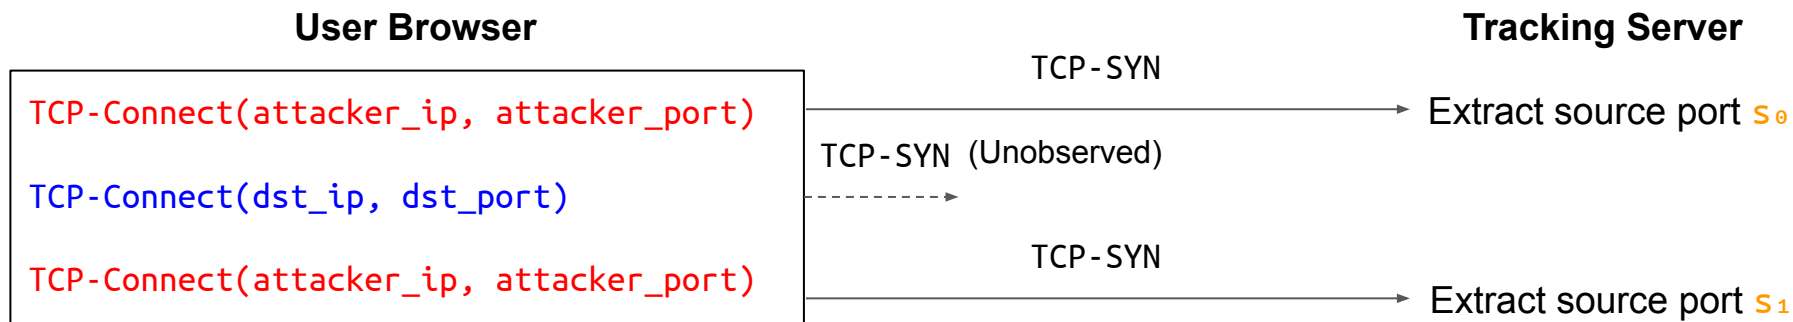 User Browser
Tracking Server
TCP-SYN
TCP-Connect(attacker_ip, attacker_port)
Extract source port s₀
TCP-SYN (Unobserved)
TCP-Connect(dst_ip, dst_port)
TCP-SYN
TCP-Connect(attacker_ip, attacker_port)
Extract source port s₁